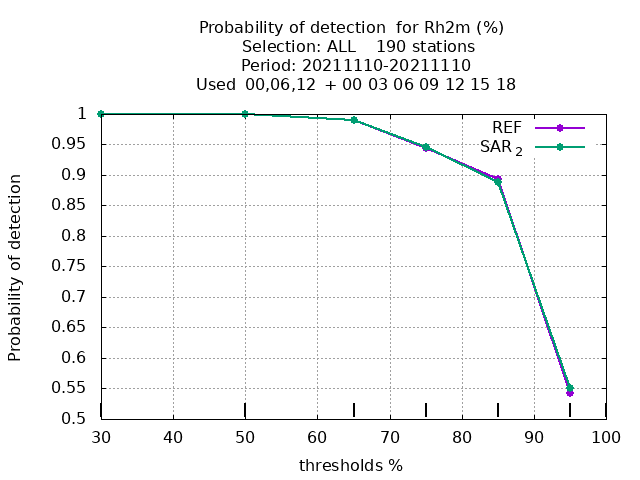 Probability of detection  for Rh2m (%)
Selection: ALL    190 stations
Period: 20211110-20211110
Used  00,06,12  + 00 03 06 09 12 15 18
REF
SAR 2
Probability of detection
1
0.95
0.9
0.85
0.8
0.75
0.7
0.65
0.6
0.55
0.5
30 40 50 60 70 80 90 100
thresholds %